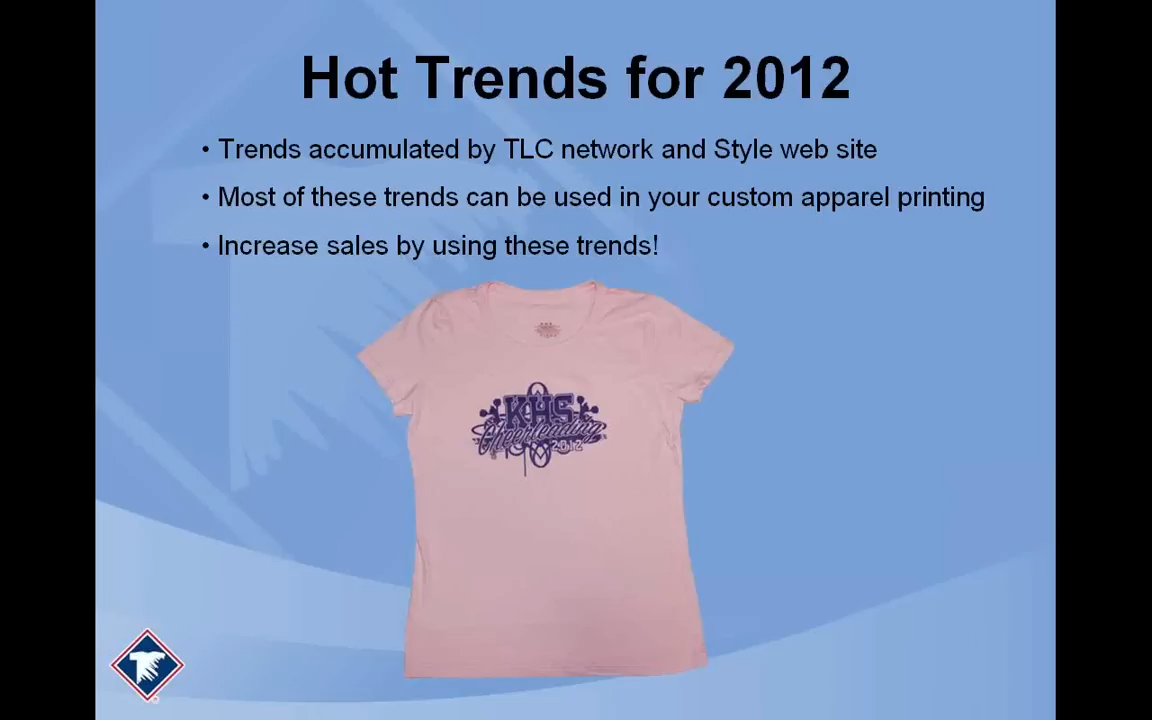 Hot Trends for 2012
• Trends accumulated by TLC network and Style web site
• Most of these trends can be used in your custom apparel printing
• Increase sales by using these trends!
KHS
Cheerleading
2012